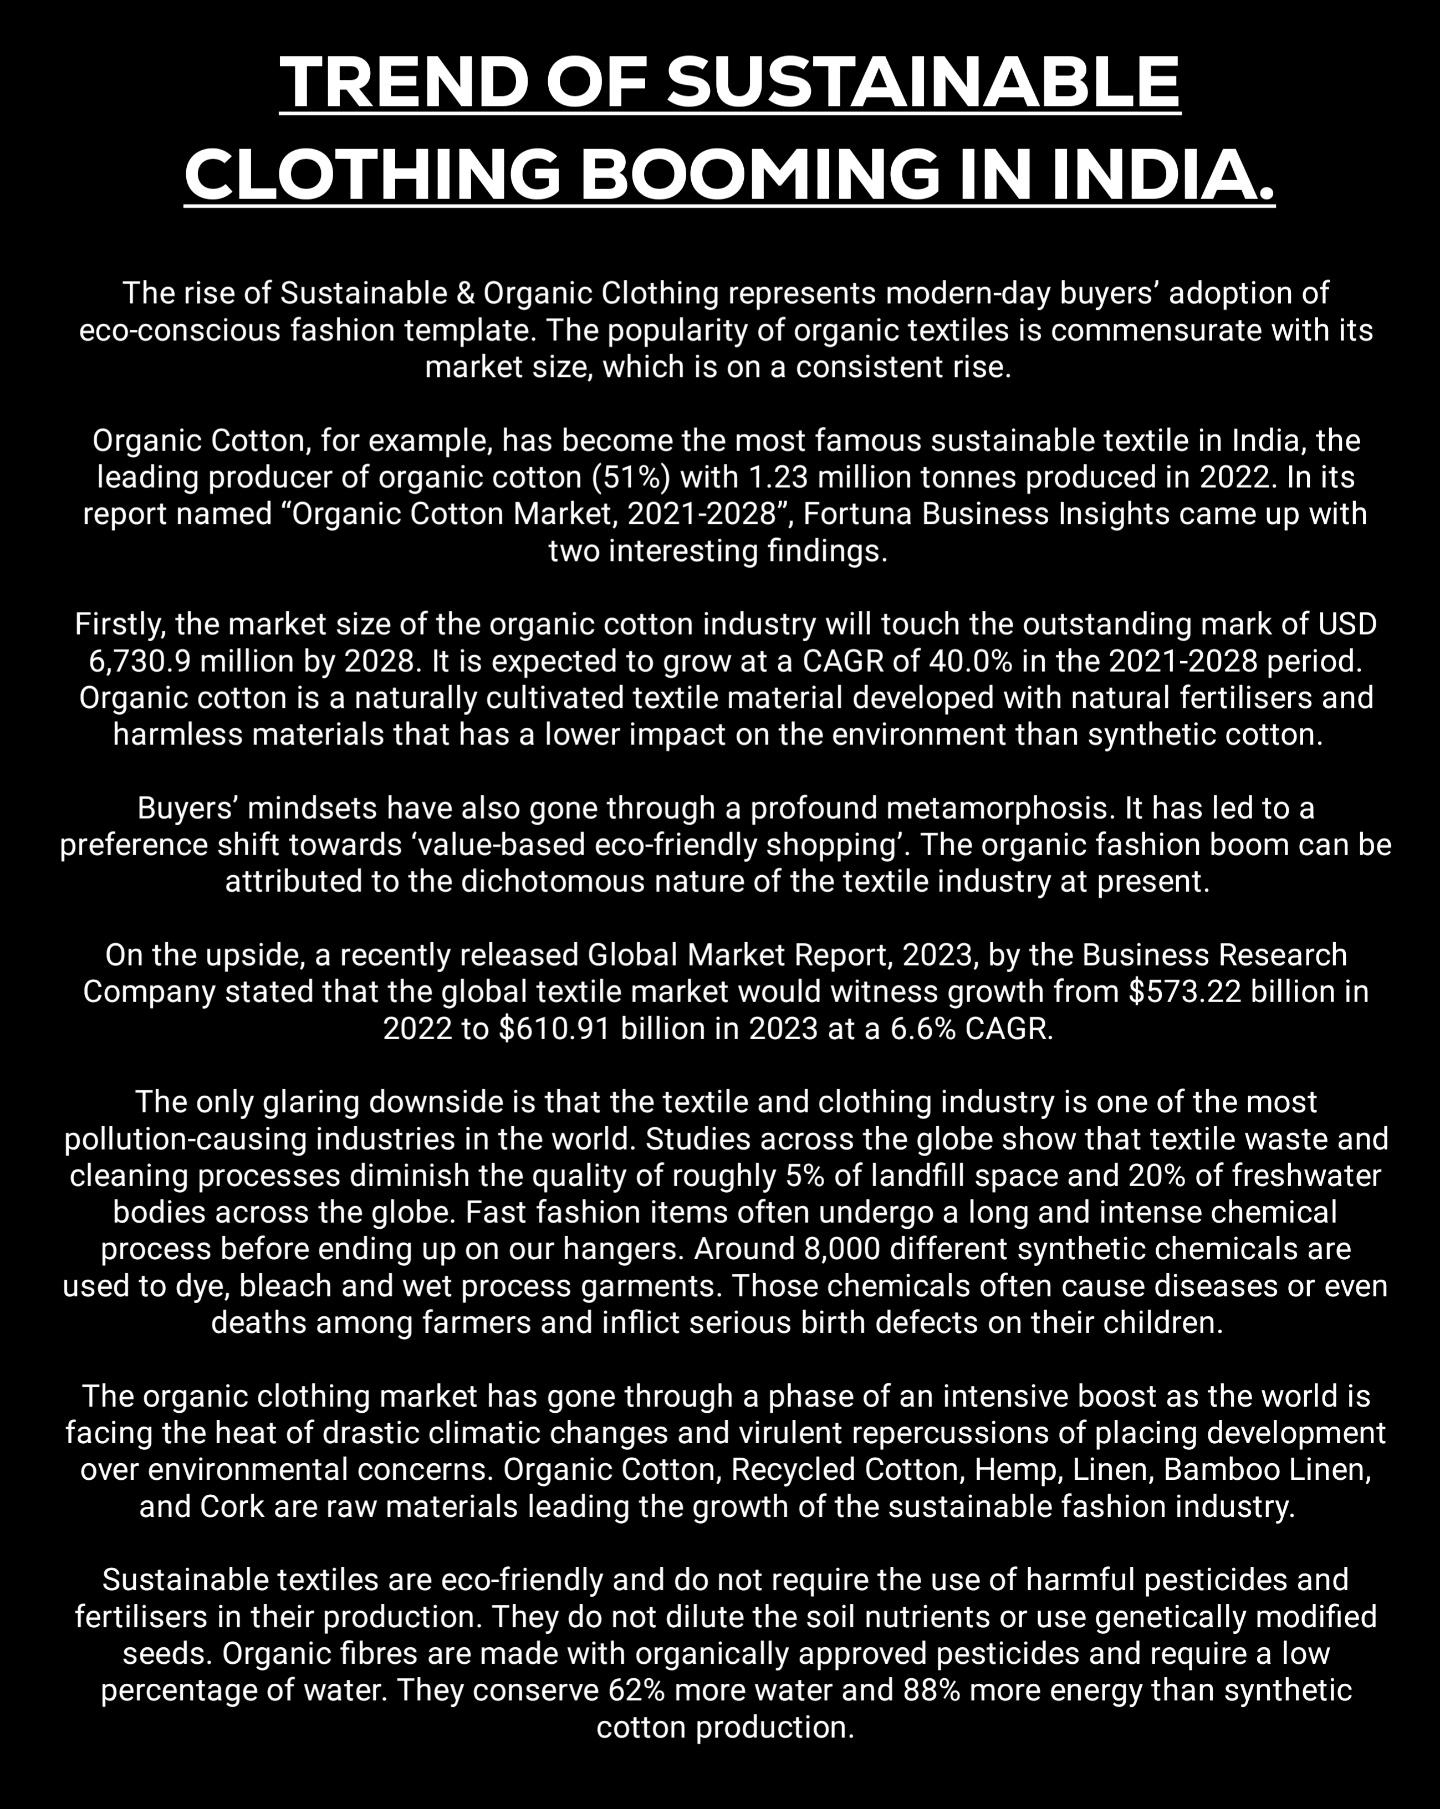 TREND OF SUSTAINABLE
CLOTHING BOOMING IN INDIA.
The rise of Sustainable & Organic Clothing represents modern-day buyers’ adoption of
eco-conscious fashion template. The popularity of organic textiles is commensurate with its
market size, which is on a consistent rise.
Organic Cotton, for example, has become the most famous sustainable textile in India, the
leading producer of organic cotton (51%) with 1.23 million tonnes produced in 2022. In its
report named “Organic Cotton Market, 2021-2028”, Fortuna Business Insights came up with
two interesting findings.
Firstly, the market size of the organic cotton industry will touch the outstanding mark of USD
6,730.9 million by 2028. It is expected to grow at a CAGR of 40.0% in the 2021-2028 period.
Organic cotton is a naturally cultivated textile material developed with natural fertilisers and
harmless materials that has a lower impact on the environment than synthetic cotton.
Buyers’ mindsets have also gone through a profound metamorphosis. It has led to a
preference shift towards ‘value-based eco-friendly shopping’. The organic fashion boom can be
attributed to the dichotomous nature of the textile industry at present.
On the upside, a recently released Global Market Report, 2023, by the Business Research
Company stated that the global textile market would witness growth from $573.22 billion in
2022 to $610.91 billion in 2023 at a 6.6% CAGR.
The only glaring downside is that the textile and clothing industry is one of the most
pollution-causing industries in the world. Studies across the globe show that textile waste and
cleaning processes diminish the quality of roughly 5% of landfill space and 20% of freshwater
bodies across the globe. Fast fashion items often undergo a long and intense chemical
process before ending up on our hangers. Around 8,000 different synthetic chemicals are
used to dye, bleach and wet process garments. Those chemicals often cause diseases or even
deaths among farmers and inflict serious birth defects on their children.
The organic clothing market has gone through a phase of an intensive boost as the world is
facing the heat of drastic climatic changes and virulent repercussions of placing development
over environmental concerns. Organic Cotton, Recycled Cotton, Hemp, Linen, Bamboo Linen,
and Cork are raw materials leading the growth of the sustainable fashion industry.
Sustainable textiles are eco-friendly and do not require the use of harmful pesticides and
fertilisers in their production. They do not dilute the soil nutrients or use genetically modified
seeds. Organic fibres are made with organically approved pesticides and require a low
percentage of water. They conserve 62% more water and 88% more energy than synthetic
cotton production.